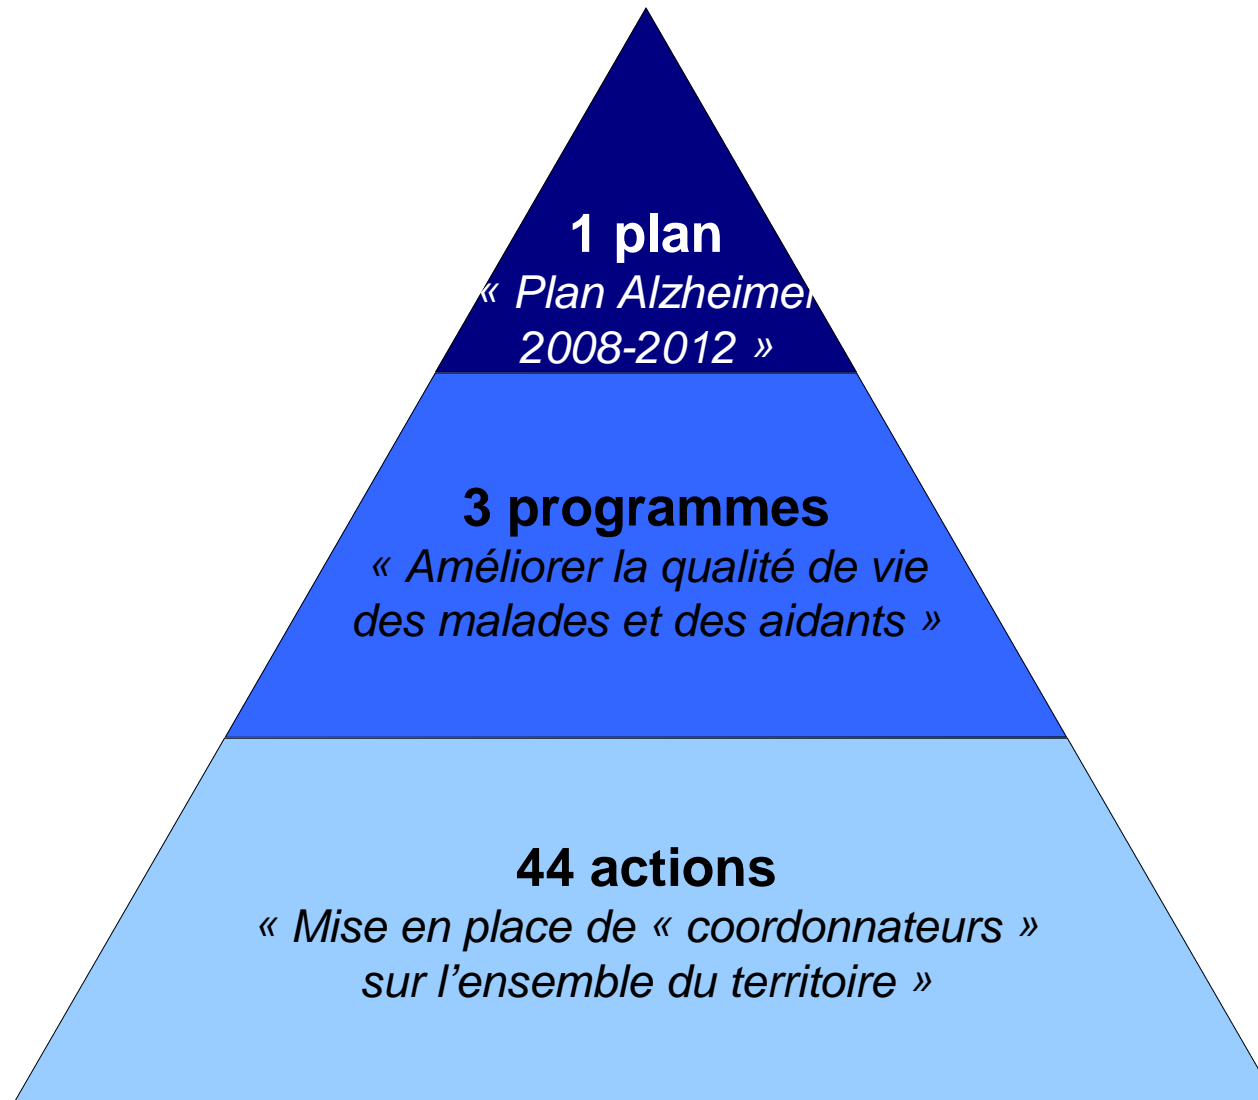 1 plan
« Plan Alzheimer
2008-2012 »
3 programmes
« Améliorer la qualité de vie
des malades et des aidants »
44 actions
« Mise en place de « coordonnateurs »
sur l’ensemble du territoire »